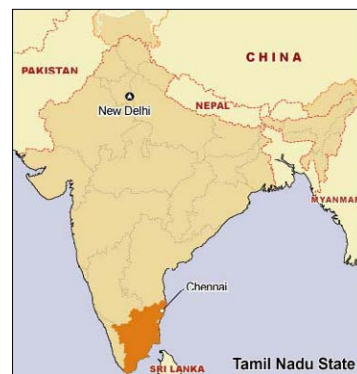 CHINA
PAKISTAN
New Delhi
NEPAL
MYANMAR
Chennai
SRI LANKA
Tamil Nadu State